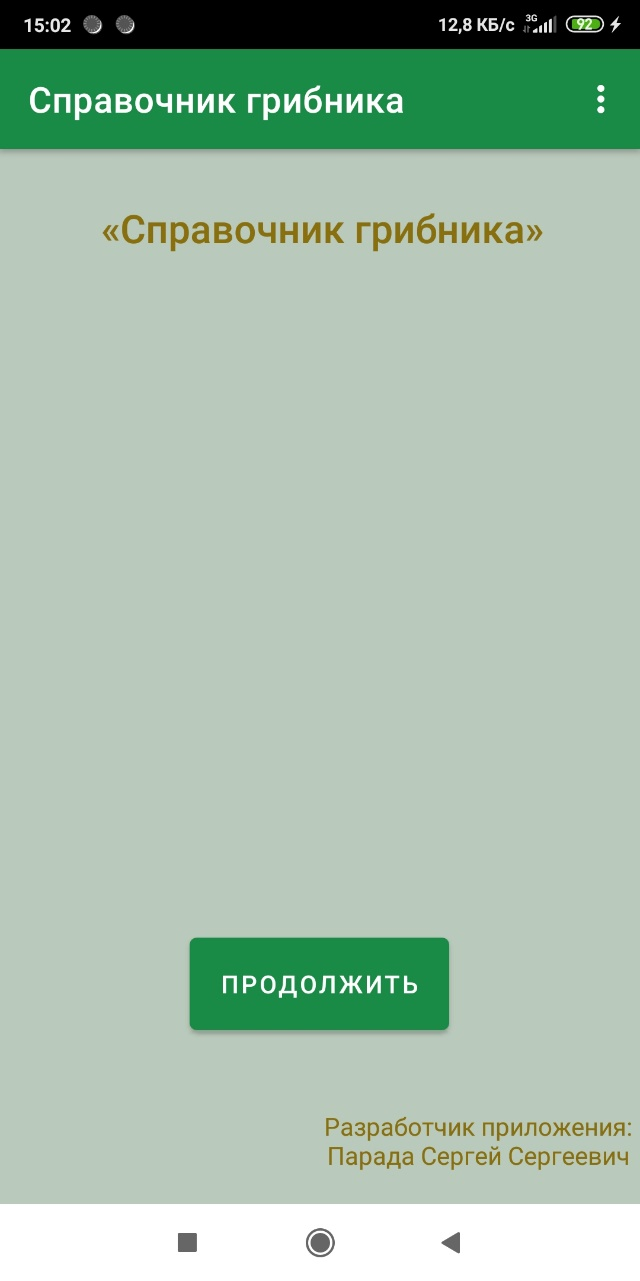 15:02 12,8 КБ/с 3G 92
Справочник грибника
«Справочник грибника»
ПРОДОЛЖИТЬ
Разработчик приложения:
Парада Сергей Сергеевич